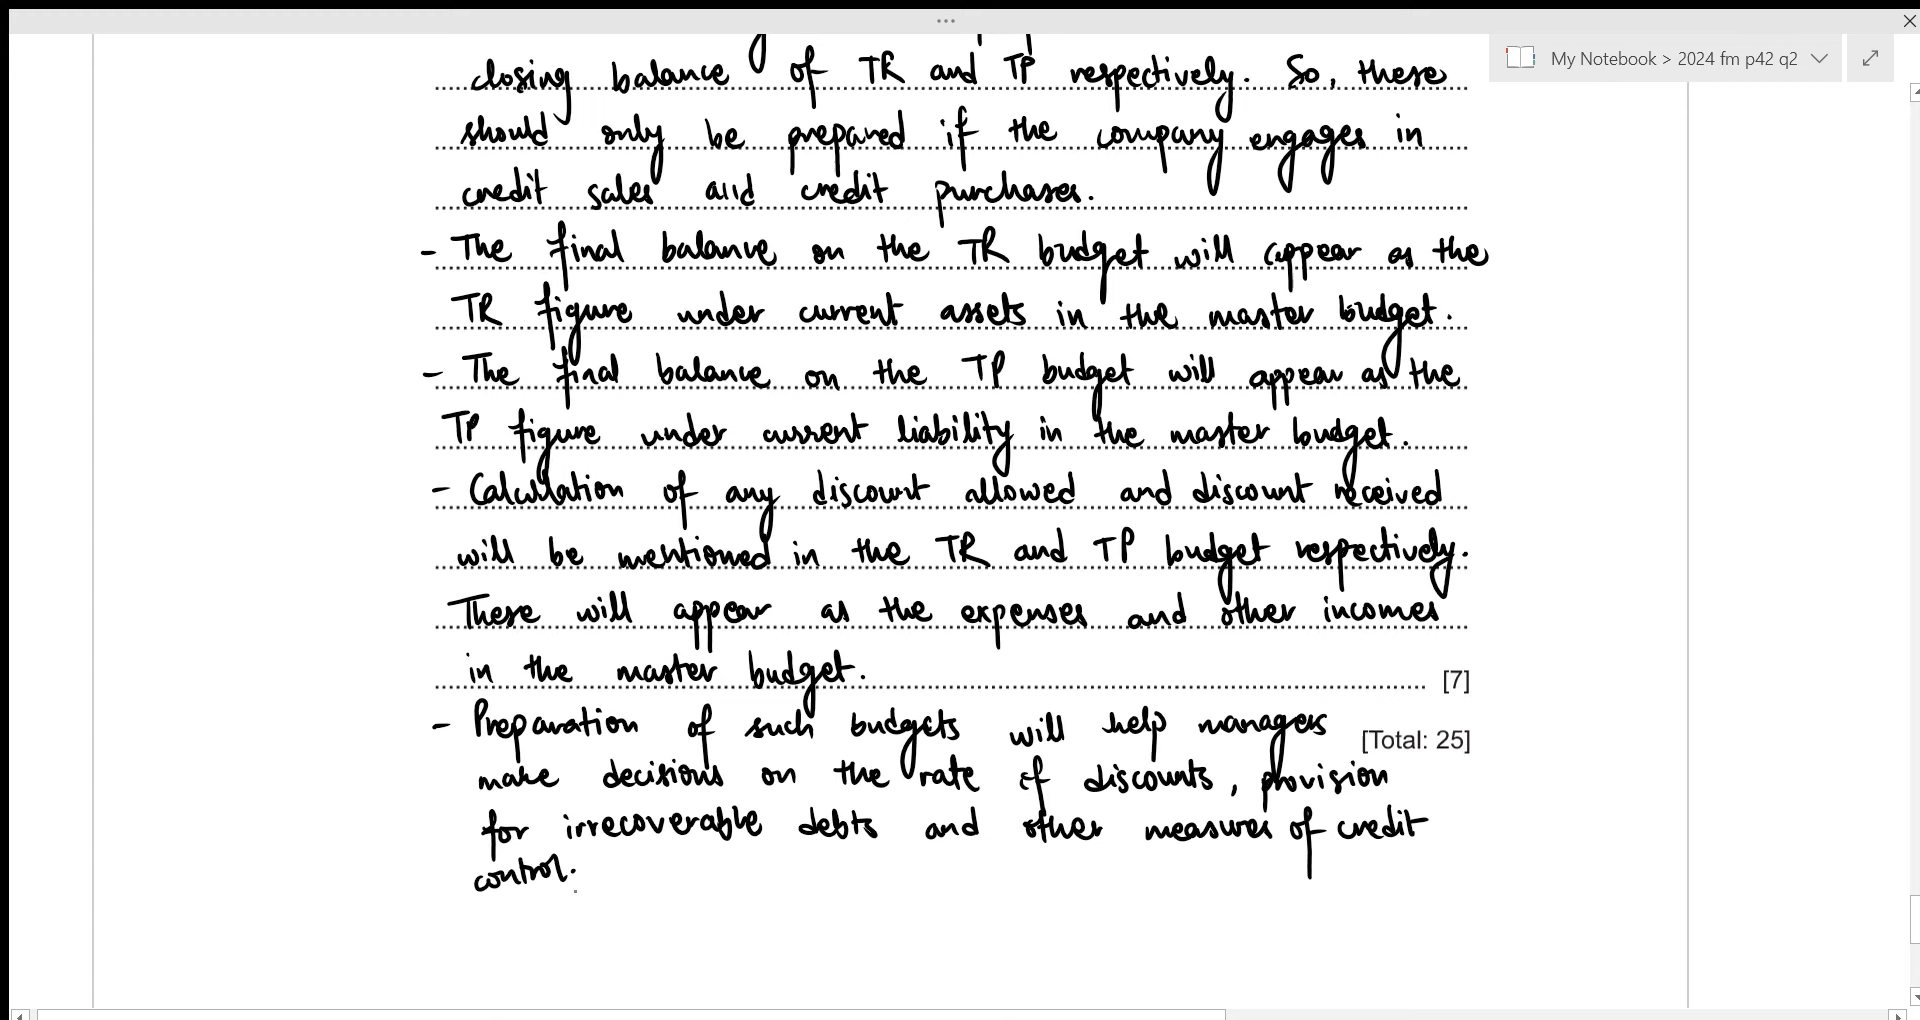 ...
My Notebook > 2024 fm p42 q2
closing balance of TR and TP respectively. So, these
should only be prepared if the company engages in
credit sales and credit purchases.
- The final balance on the TR budget will appear as the
TR figure under current assets in the master budget.
- The final balance on the TP budget will appear as the
TP figure under current liability in the master budget.
- Calculation of any discount allowed and discount received
will be mentioned in the TR and TP budget respectively.
These will appear as the expenses and other incomes
in the master budget. [7]
- Preparation of such budgets will help managers [Total: 25]
make decisions on the rate of discounts, provision
for irrecoverable debts and other measures of credit
control.